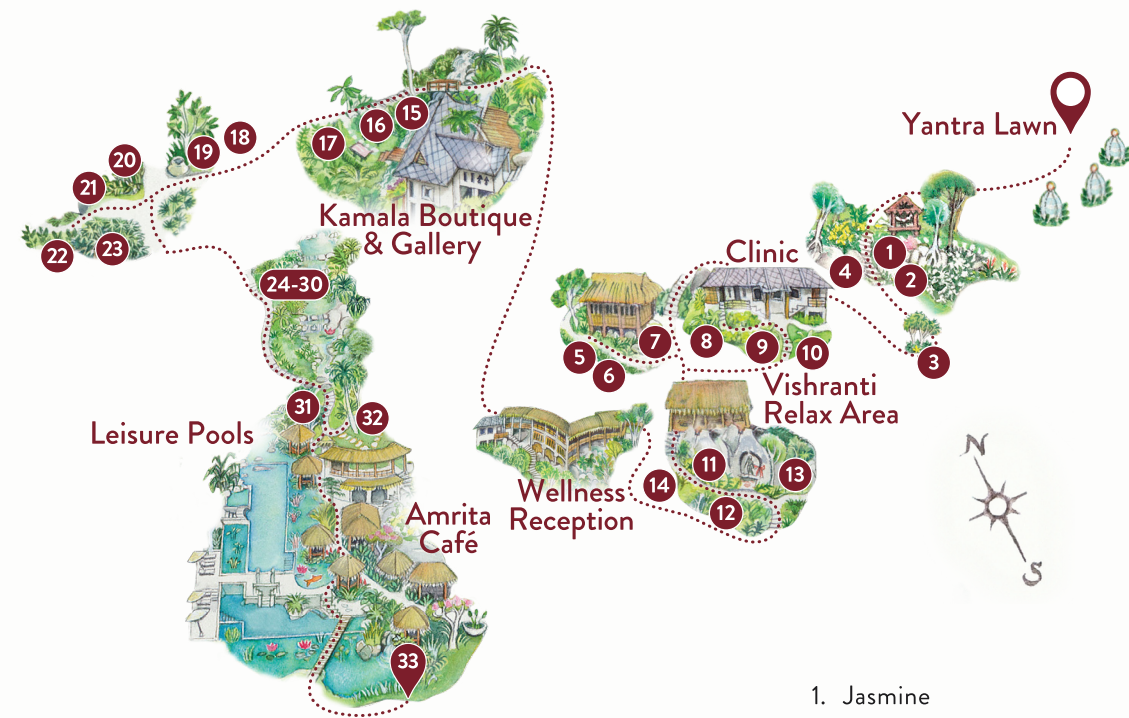 Yantra Lawn
15
16
17
18
19
20
21
22
23
Kamala Boutique
& Gallery
24-30
Clinic
1
2
3
4
5
6
7
8
9
10
Vishranti
Relax Area
31
32
Leisure Pools
11
12
13
14
Wellness
Reception
Amrita
Café
33
N
S
1. Jasmine